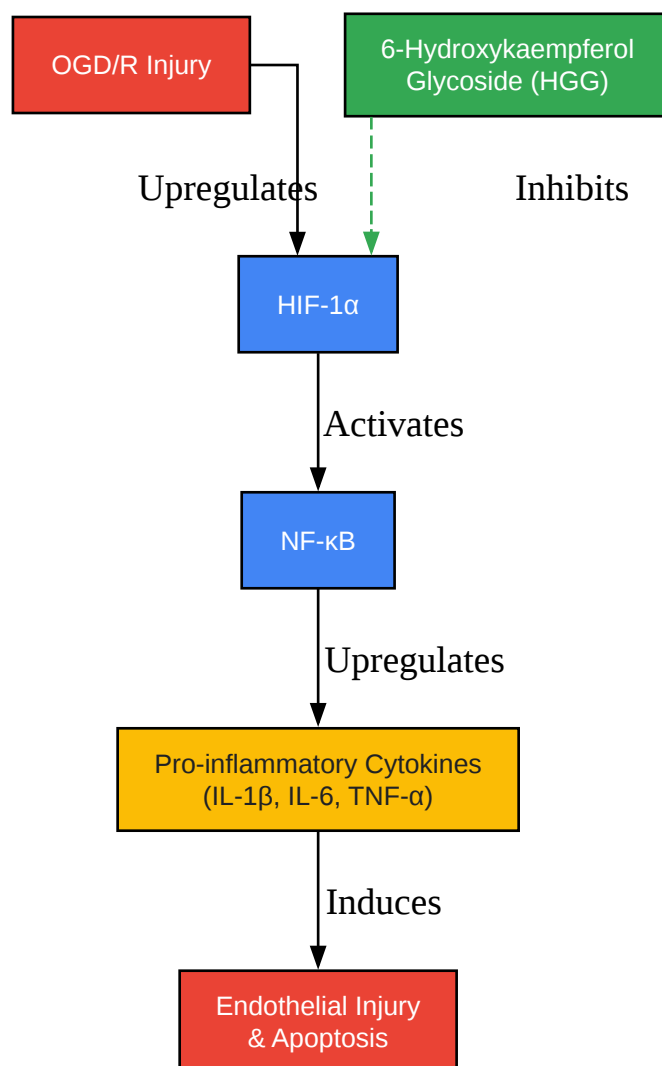 OGD/R Injury
6-Hydroxykaempferol
Glycoside (HGG)
Upregulates
Inhibits
HIF-1α
Activates
NF-κB
Upregulates
Pro-inflammatory Cytokines
(IL-1β, IL-6, TNF-α)
Induces
Endothelial Injury
& Apoptosis